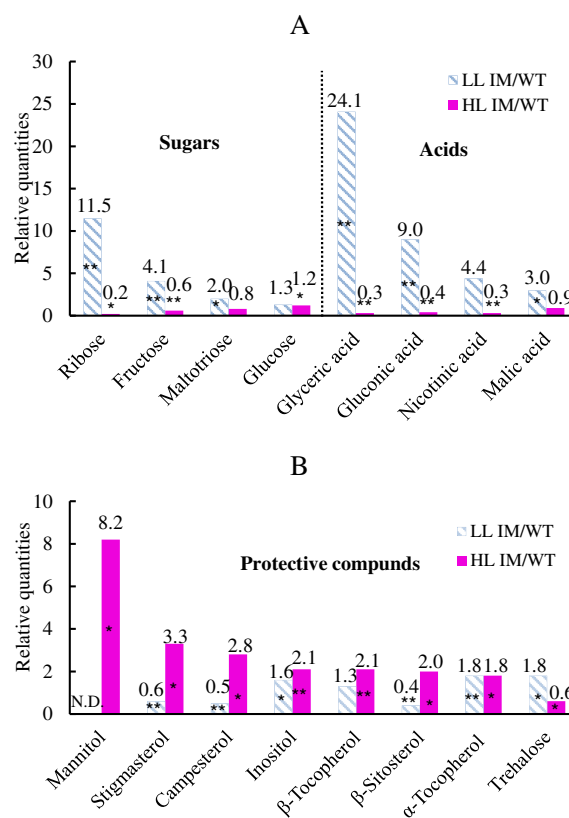 A
Relative quantities
30
25
20
15
10
5
0
LL IM/WT
HL IM/WT
Sugars
Acids
11.5
0.2
4.1
0.6
2.0
0.8
1.3
1.2
24.1
0.3
9.0
0.4
4.4
0.3
3.0
0.9
**
*
**
**
*
*
**
**
**
**
**
*
Ribose
Fructose
Maltotriose
Glucose
Glyceric acid
Gluconic acid
Nicotinic acid
Malic acid
B
Relative quantities
10
8
6
4
2
0
LL IM/WT
HL IM/WT
Protective compunds
N.D.
8.2
0.6
3.3
0.5
2.8
1.6
2.1
1.3
2.1
0.4
2.0
1.8
1.8
1.8
0.6
*
**
*
**
*
*
**
**
**
*
**
*
*
*
Mannitol
Stigmasterol
Campesterol
Inositol
β-Tocopherol
β-Sitosterol
α-Tocopherol
Trehalose